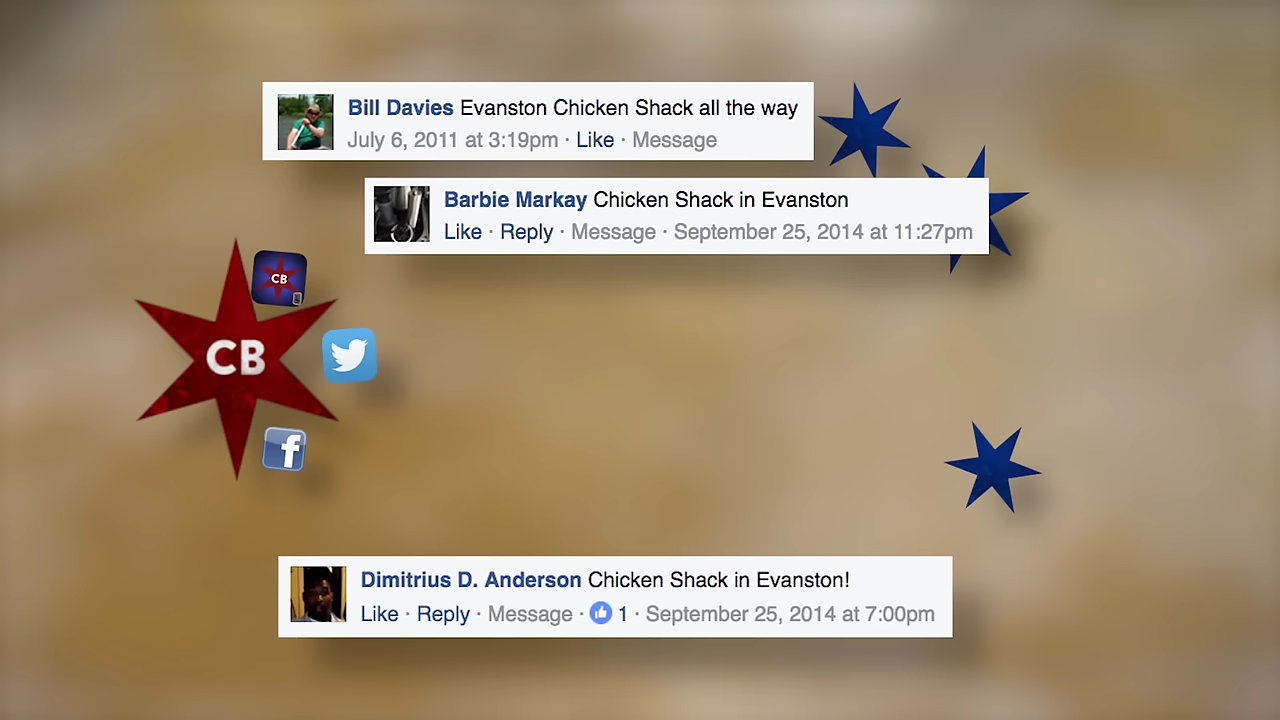 Bill Davies Evanston Chicken Shack all the way
July 6, 2011 at 3:19pm · Like · Message
Barbie Markay Chicken Shack in Evanston
Like · Reply · Message · September 25, 2014 at 11:27pm
CB
CB
f
Dimitrius D. Anderson Chicken Shack in Evanston!
Like · Reply · Message · 1 · September 25, 2014 at 7:00pm